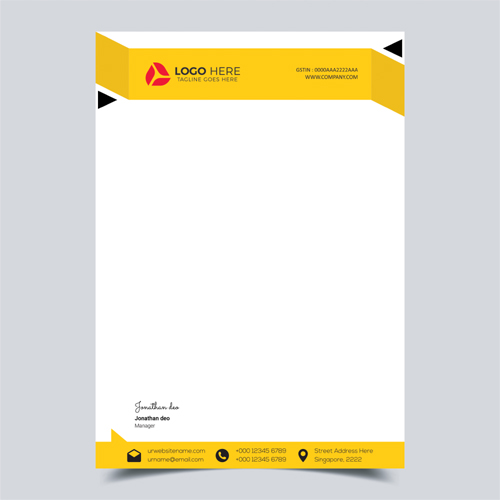 LOGO HERE
TAGLINE GOES HERE
GSTIN : 0000AAA2222AAA
WWW.COMPANY.COM
Jonathan deo
Jonathan deo
Manager
urwebsitename.com
urname@email.com
+000 12345 6789
+000 12345 6789
Street Address Here
Singapore, 2222